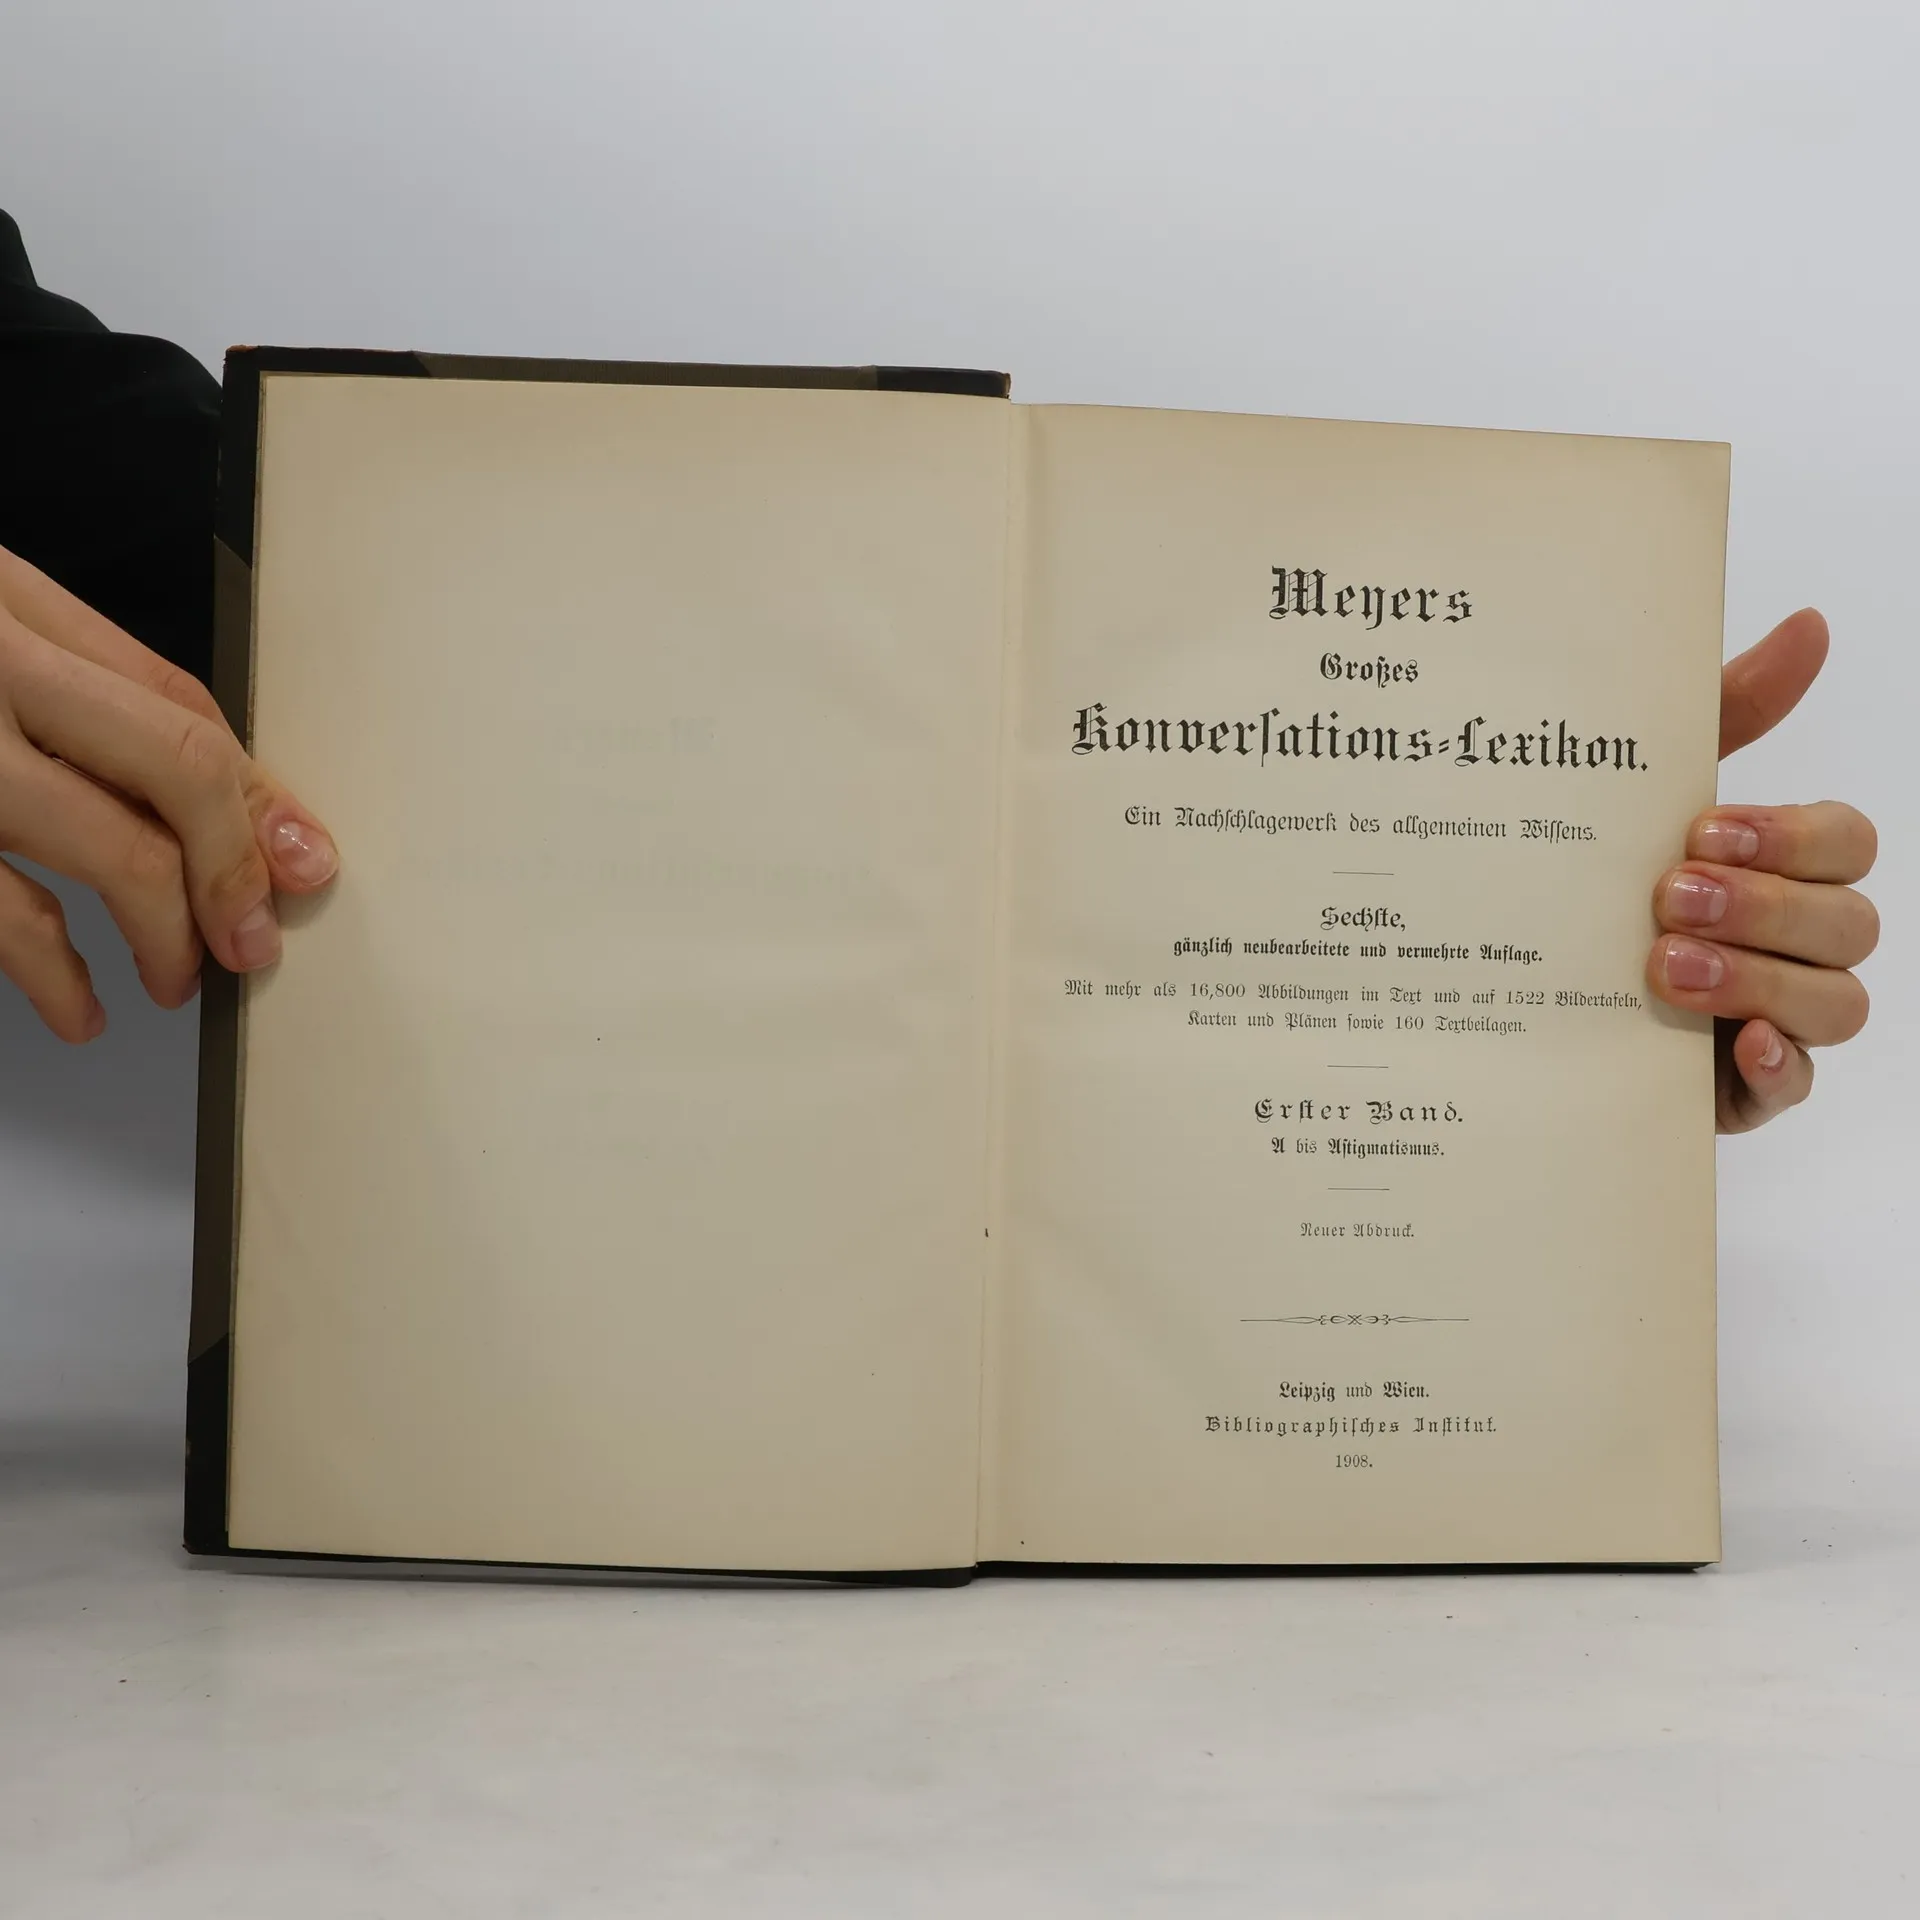 Meyers
Großes
Konverſations-Lexikon.
Ein Nachſchlagewerk des allgemeinen Wiſſens.
Sechſte,
gänzlich neubearbeitete und vermehrte Auflage.
Mit mehr als 16,800 Abbildungen im Text und auf 1522 Bildertafeln,
Karten und Plänen ſowie 160 Textbeilagen.
Erſter Band.
A bis Aſtigmatismus.
Neuer Abdruck.
Leipzig und Wien.
Bibliographiſches Inſtitut.
1908.